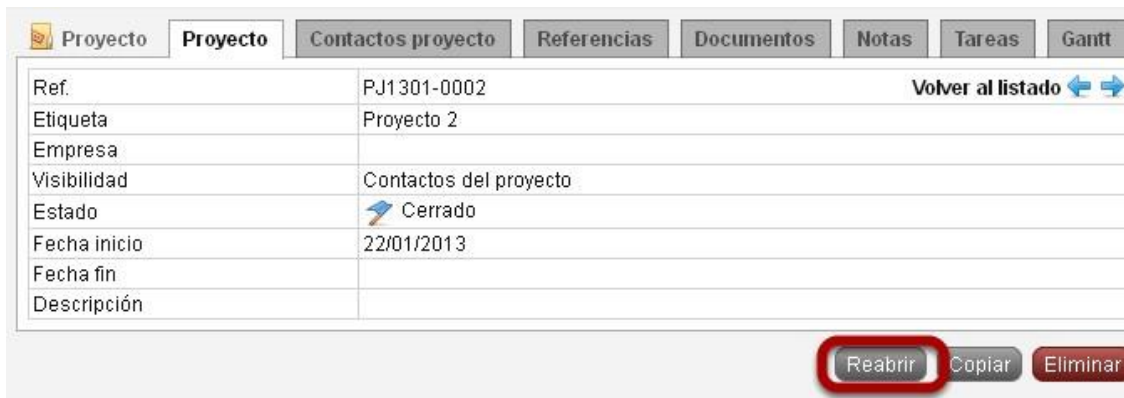 Proyecto Proyecto Contactos proyecto Referencias Documentos Notas Tareas Gantt
Ref. PJ1301-0002 Volver al listado
Etiqueta Proyecto 2
Empresa
Visibilidad Contactos del proyecto
Estado Cerrado
Fecha inicio 22/01/2013
Fecha fin
Descripción
Reabrir Copiar Eliminar